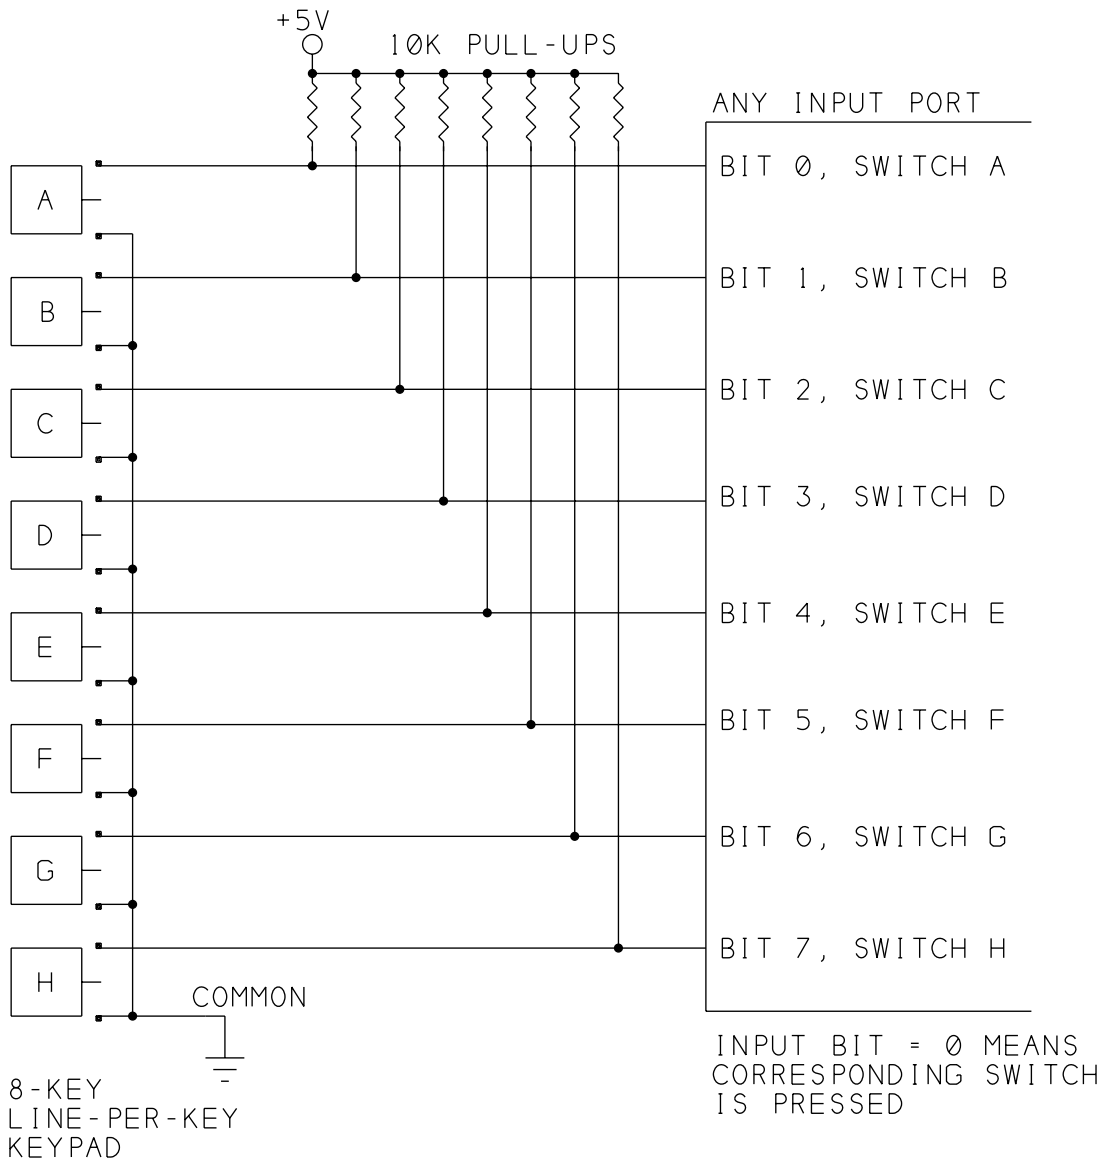 +5V
10K PULL-UPS
ANY INPUT PORT
BIT 0, SWITCH A
A
BIT 1, SWITCH B
B
BIT 2, SWITCH C
C
BIT 3, SWITCH D
D
BIT 4, SWITCH E
E
BIT 5, SWITCH F
F
BIT 6, SWITCH G
G
BIT 7, SWITCH H
H
COMMON
INPUT BIT = 0 MEANS
CORRESPONDING SWITCH
IS PRESSED
8-KEY
LINE-PER-KEY
KEYPAD